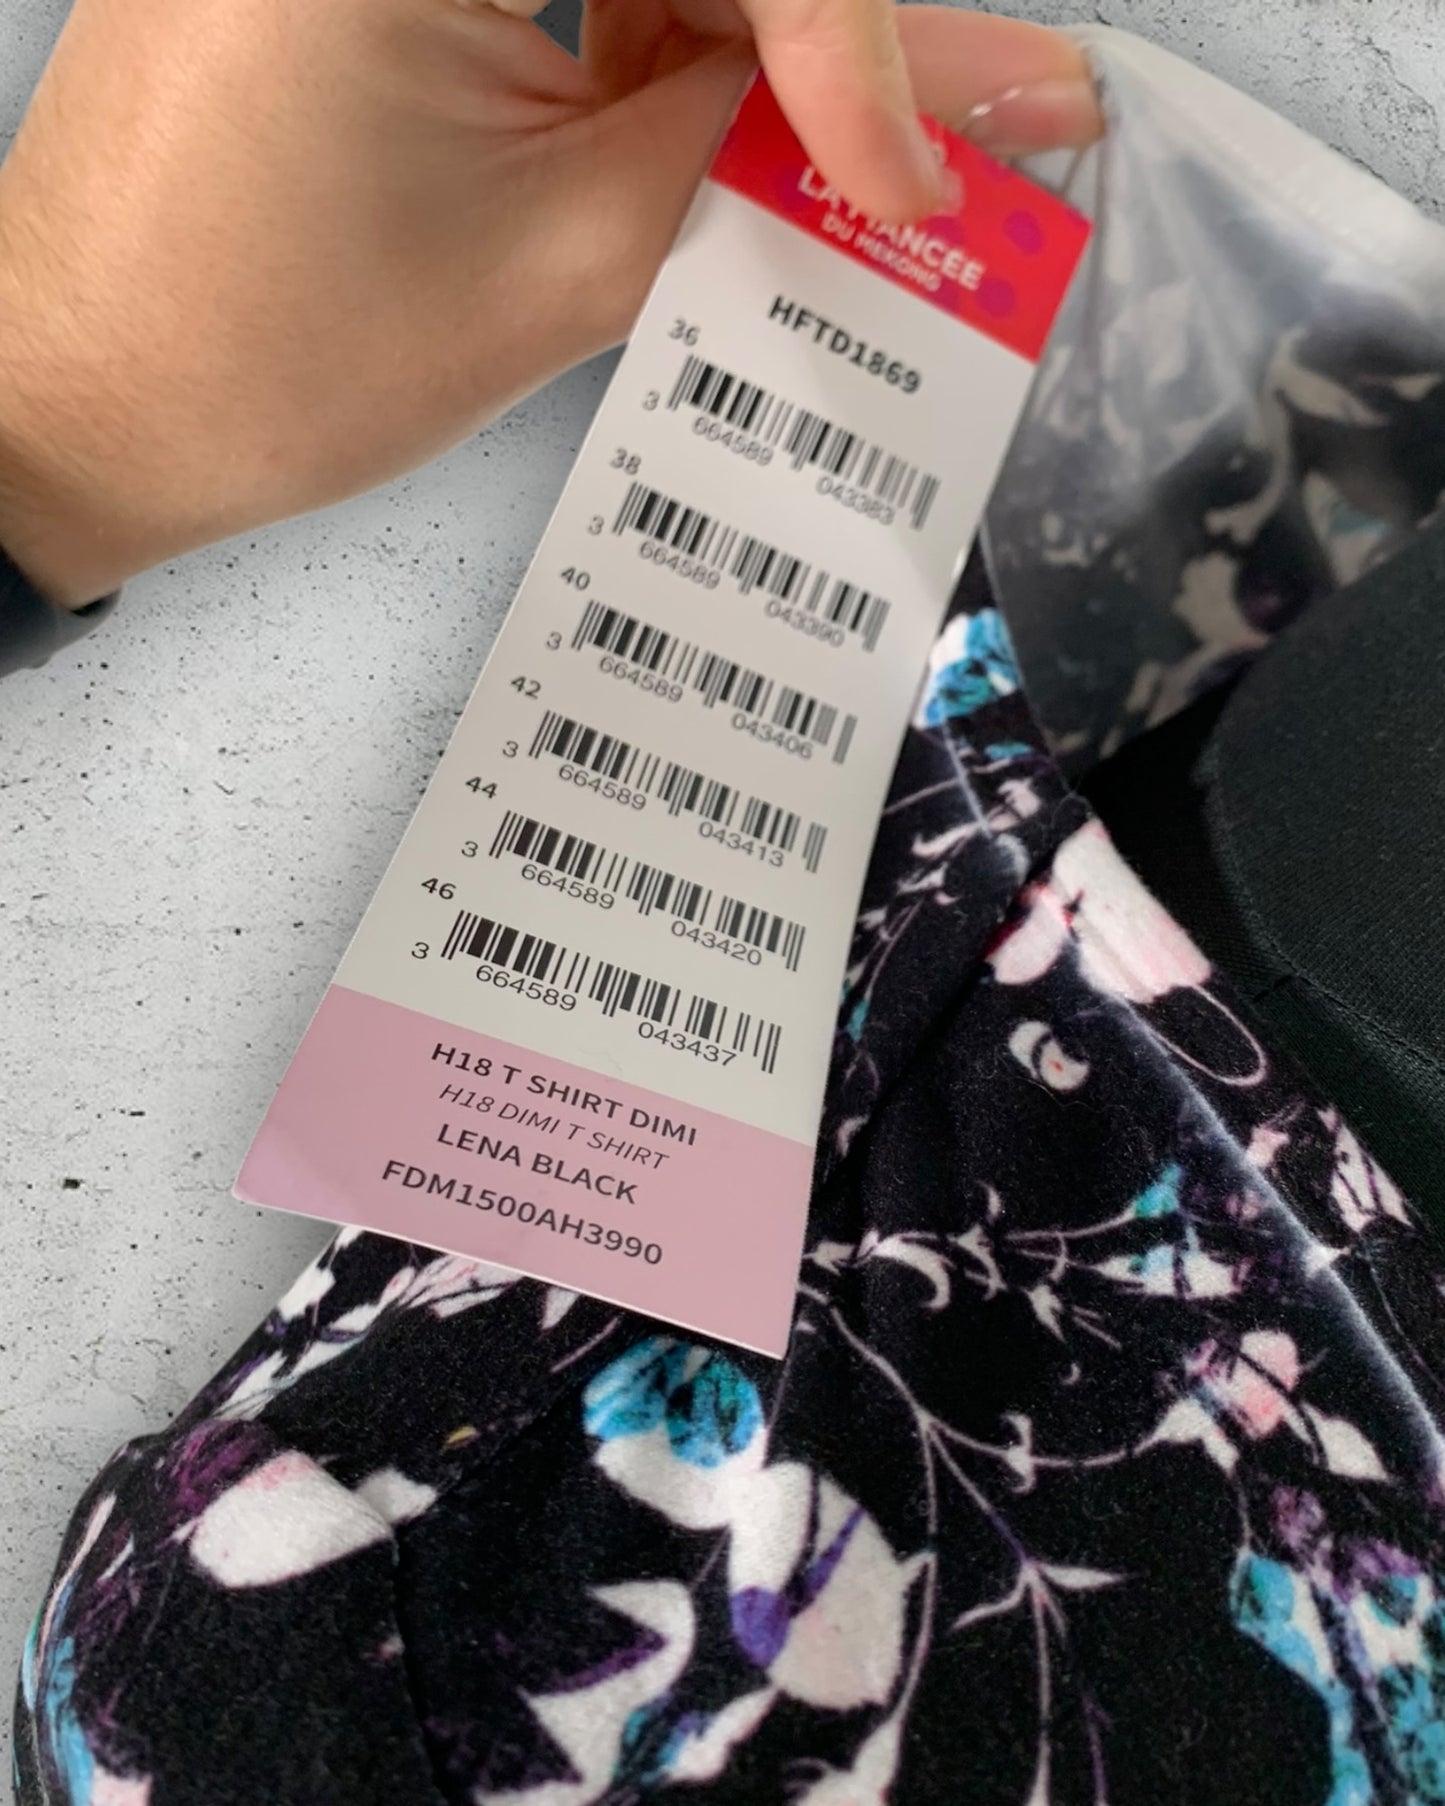 LA FIANCÉE
DU MEKONG
HFTD1869
36
3 664589 043383
38
3 664589 043390
40
3 664589 043406
42
3 664589 043413
44
3 664589 043420
46
3 664589 043437
H18 T SHIRT DIMI
H18 DIMI T SHIRT
LENA BLACK
FDM1500AH3990